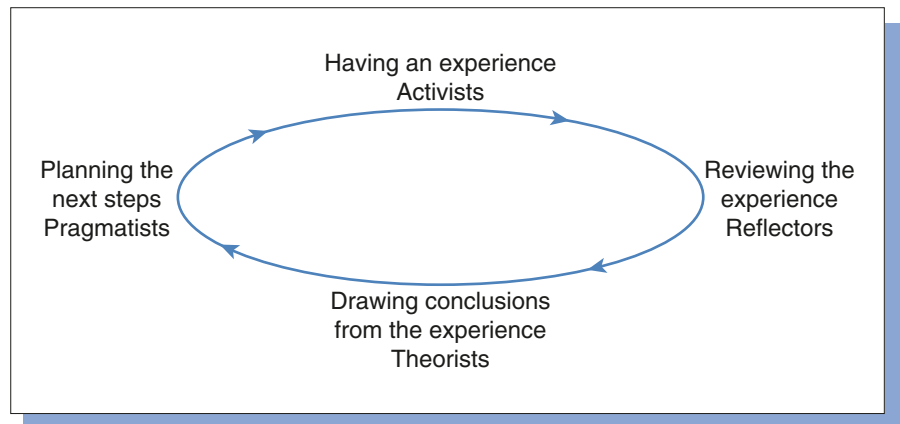 Having an experience
Activists
Reviewing the
experience
Reflectors
Drawing conclusions
from the experience
Theorists
Planning the
next steps
Pragmatists